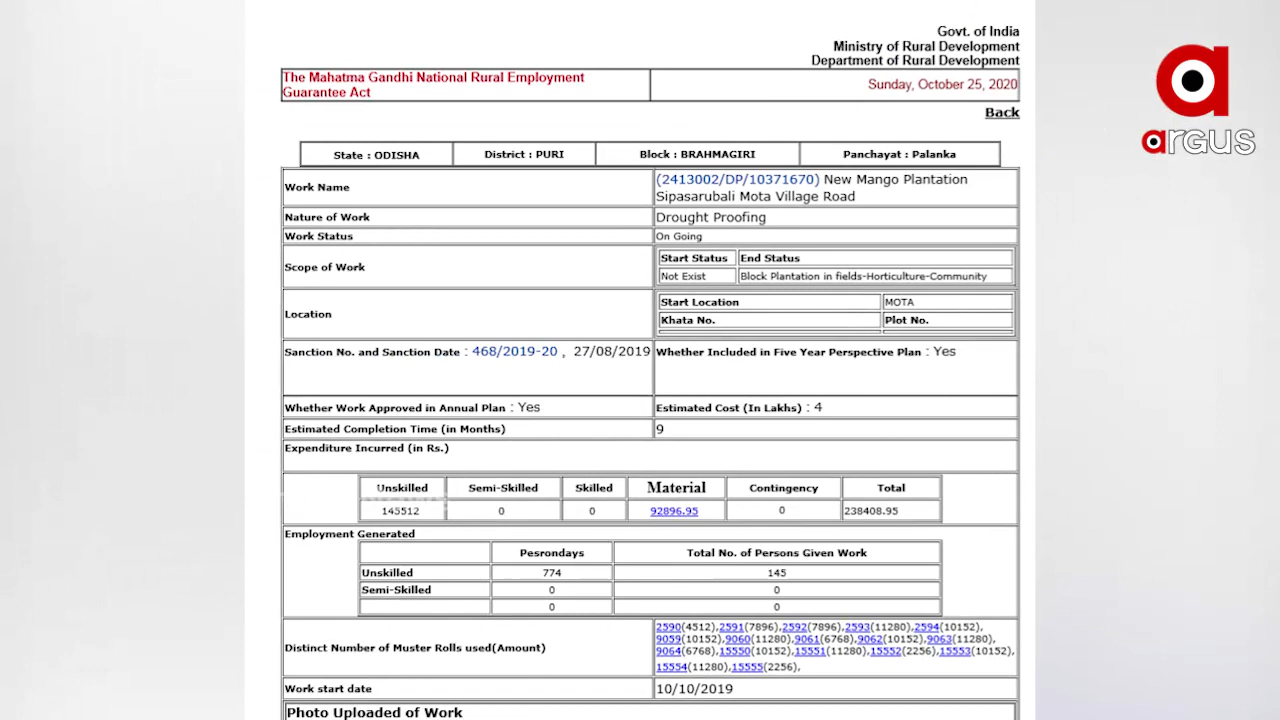 Govt. of India
Ministry of Rural Development
Department of Rural Development
The Mahatma Gandhi National Rural Employment
Guarantee Act
Sunday, October 25, 2020
Back
argus
State : ODISHA District : PURI Block : BRAHMAGIRI Panchayat : Palanka
Work Name (2413002/DP/10371670) New Mango Plantation
Sipasarubali Mota Village Road
Nature of Work Drought Proofing
Work Status On Going
Scope of Work
Start Status End Status
Not Exist Block Plantation in fields-Horticulture-Community
Location
Start Location MOTA
Khata No. Plot No.
Sanction No. and Sanction Date : 468/2019-20 , 27/08/2019 Whether Included in Five Year Perspective Plan : Yes
Whether Work Approved in Annual Plan : Yes Estimated Cost (In Lakhs) : 4
Estimated Completion Time (in Months) 9
Expenditure Incurred (in Rs.)
Unskilled Semi-Skilled Skilled Material Contingency Total
145512 0 0 92896.95 0 238408.95
Employment Generated
Pesrondays Total No. of Persons Given Work
Unskilled 774 145
Semi-Skilled 0 0
0 0
Distinct Number of Muster Rolls used(Amount)
2590(4512),2591(7896),2592(7896),2593(11280),2594(10152),
9059(10152),9060(11280),9061(6768),9062(10152),9063(11280),
9064(6768),15550(10152),15551(11280),15552(2256),15553(10152),
15554(11280),15555(2256),
Work start date 10/10/2019
Photo Uploaded of Work